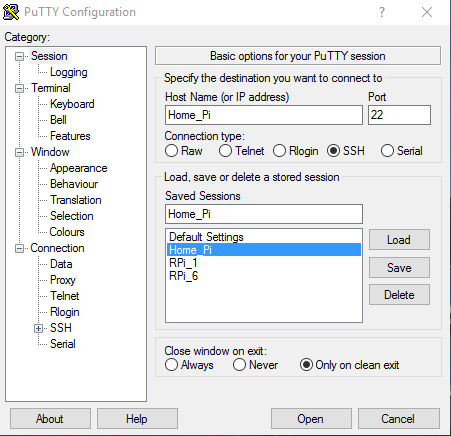 PuTTY Configuration
Category:
Session
Logging
Terminal
Keyboard
Bell
Features
Window
Appearance
Behaviour
Translation
Selection
Colours
Connection
Data
Proxy
Telnet
Rlogin
SSH
Serial
Basic options for your PuTTY session
Specify the destination you want to connect to
Host Name (or IP address) Port
Home_Pi 22
Connection type:
Raw Telnet Rlogin SSH Serial
Load, save or delete a stored session
Saved Sessions
Home_Pi
Default Settings
Home_Pi
RPi_1
RPi_6
Load
Save
Delete
Close window on exit:
Always Never Only on clean exit
About Help Open Cancel